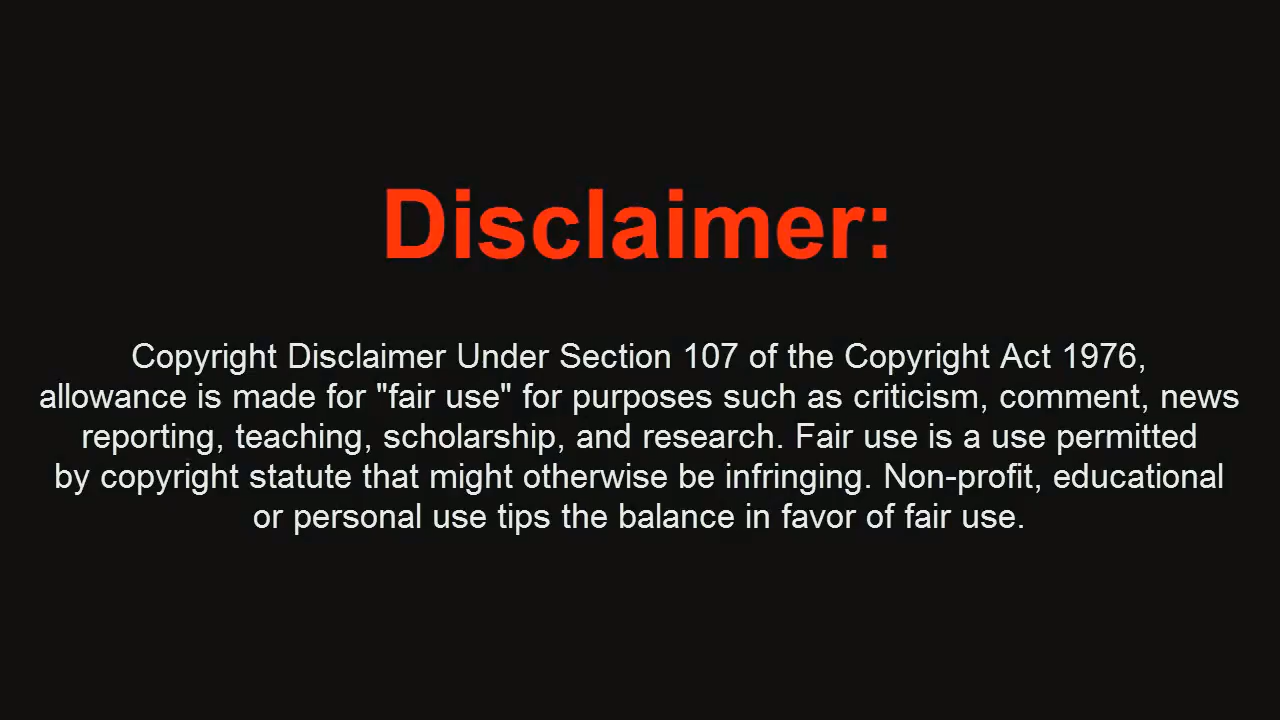 Disclaimer:
Copyright Disclaimer Under Section 107 of the Copyright Act 1976,
allowance is made for "fair use" for purposes such as criticism, comment, news
reporting, teaching, scholarship, and research. Fair use is a use permitted
by copyright statute that might otherwise be infringing. Non-profit, educational
or personal use tips the balance in favor of fair use.